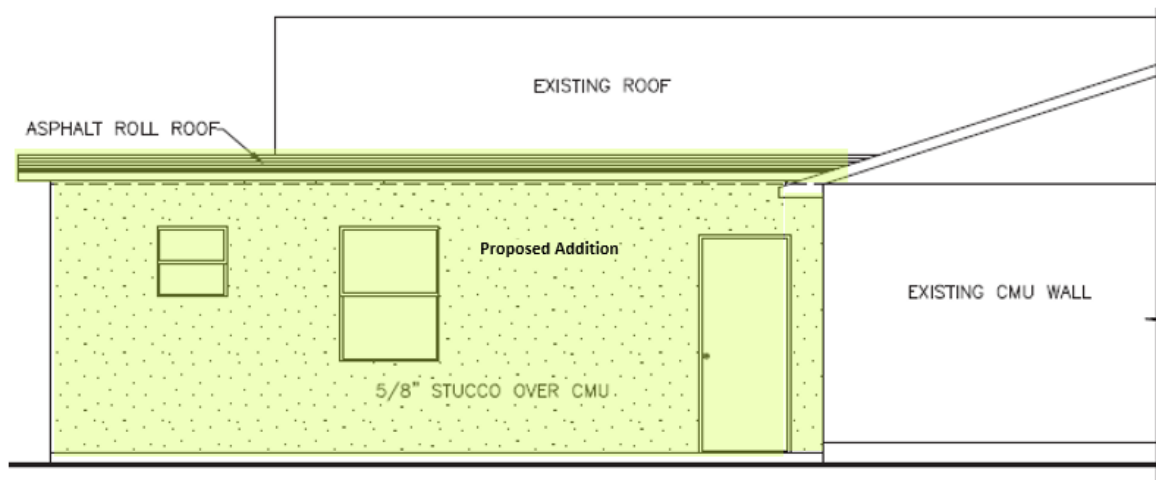 EXISTING ROOF
ASPHALT ROLL ROOF
Proposed Addition
EXISTING CMU WALL
5/8" STUCCO OVER CMU